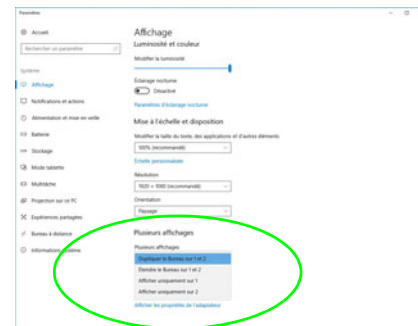 Paramètres
Accueil
Rechercher un paramètre
Système
Affichage
Notifications et actions
Alimentation et mise en veille
Batterie
Stockage
Mode tablette
Multitâche
Projection sur ce PC
Expériences partagées
Bureau à distance
Informations système
Affichage
Luminosité et couleur
Modifier la luminosité
Éclairage nocturne
Désactivé
Paramètres d'éclairage nocturne
Mise à l'échelle et disposition
Modifier la taille du texte, des applications et d'autres éléments
100% (recommandé)
Échelle personnalisée
Résolution
1920 × 1080 (recommandé)
Orientation
Paysage
Plusieurs affichages
Plusieurs affichages
Dupliquer le Bureau sur 1 et 2
Étendre le Bureau sur 1 et 2
Afficher uniquement sur 1
Afficher uniquement sur 2
Afficher les propriétés de l'adaptateur